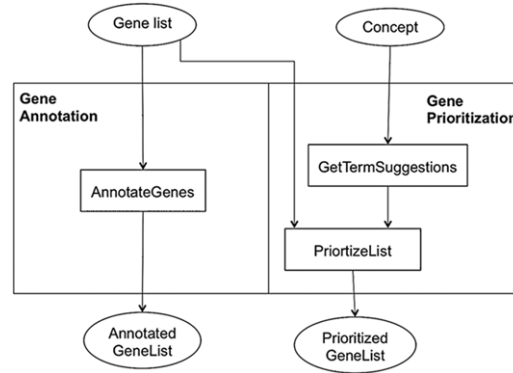 Gene list
Concept
Gene
Annotation
Gene
Prioritization
AnnotateGenes
GetTermSuggestions
PriortizeList
Annotated
GeneList
Prioritized
GeneList